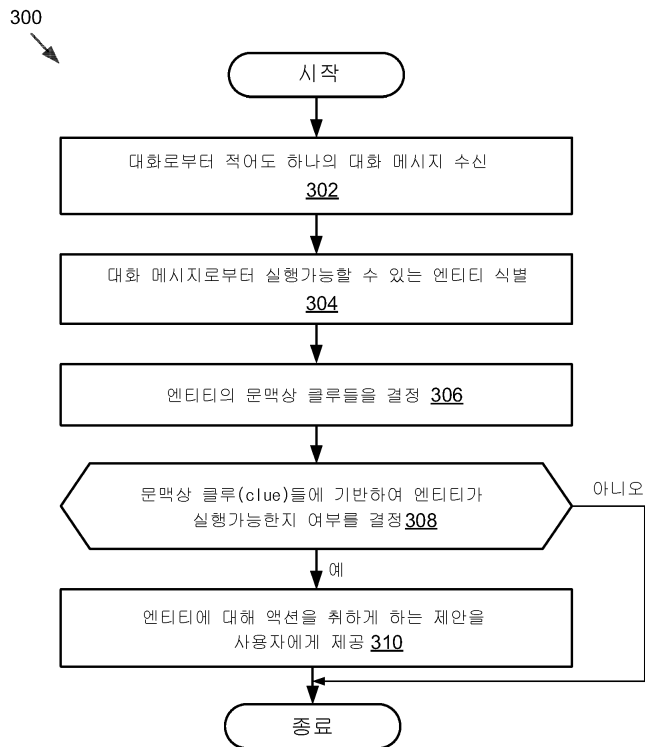 300
시작
대화로부터 적어도 하나의 대화 메시지 수신
302
대화 메시지로부터 실행가능할 수 있는 엔티티 식별
304
엔티티의 문맥상 클루들을 결정 306
문맥상 클루(clue)들에 기반하여 엔티티가
실행가능한지 여부를 결정308
아니오
예
엔티티에 대해 액션을 취하게 하는 제안을
사용자에게 제공 310
종료